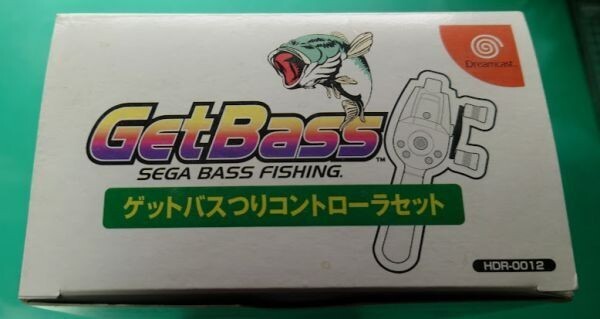 Dreamcast
GetBass™
SEGA BASS FISHING.
ゲットバスつりコントローラセット
HDR-0012